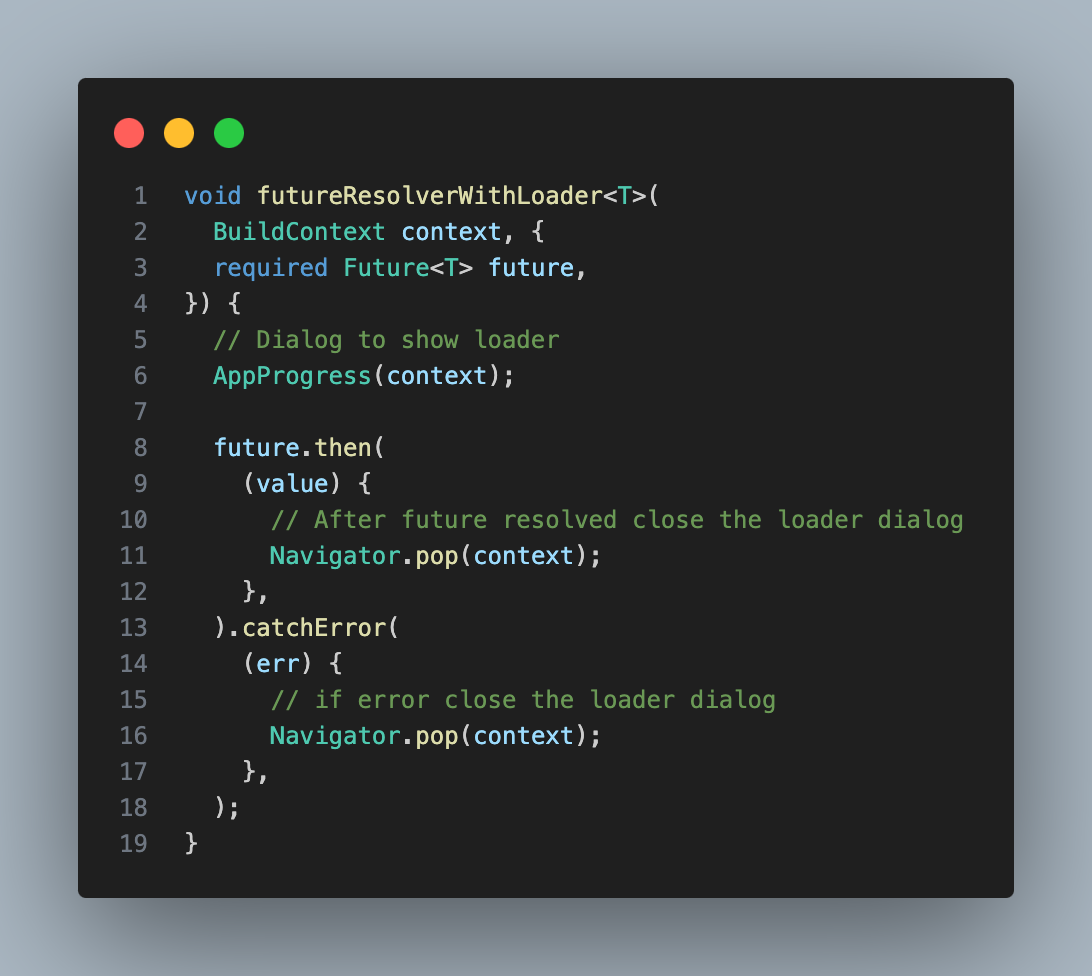 1 void futureResolverWithLoader<T>(
2   BuildContext context, {
3   required Future<T> future,
4 }) {
5   // Dialog to show loader
6   AppProgress(context);
7
8   future.then(
9     (value) {
10       // After future resolved close the loader dialog
11       Navigator.pop(context);
12     },
13   ).catchError(
14     (err) {
15       // if error close the loader dialog
16       Navigator.pop(context);
17     },
18   );
19 }